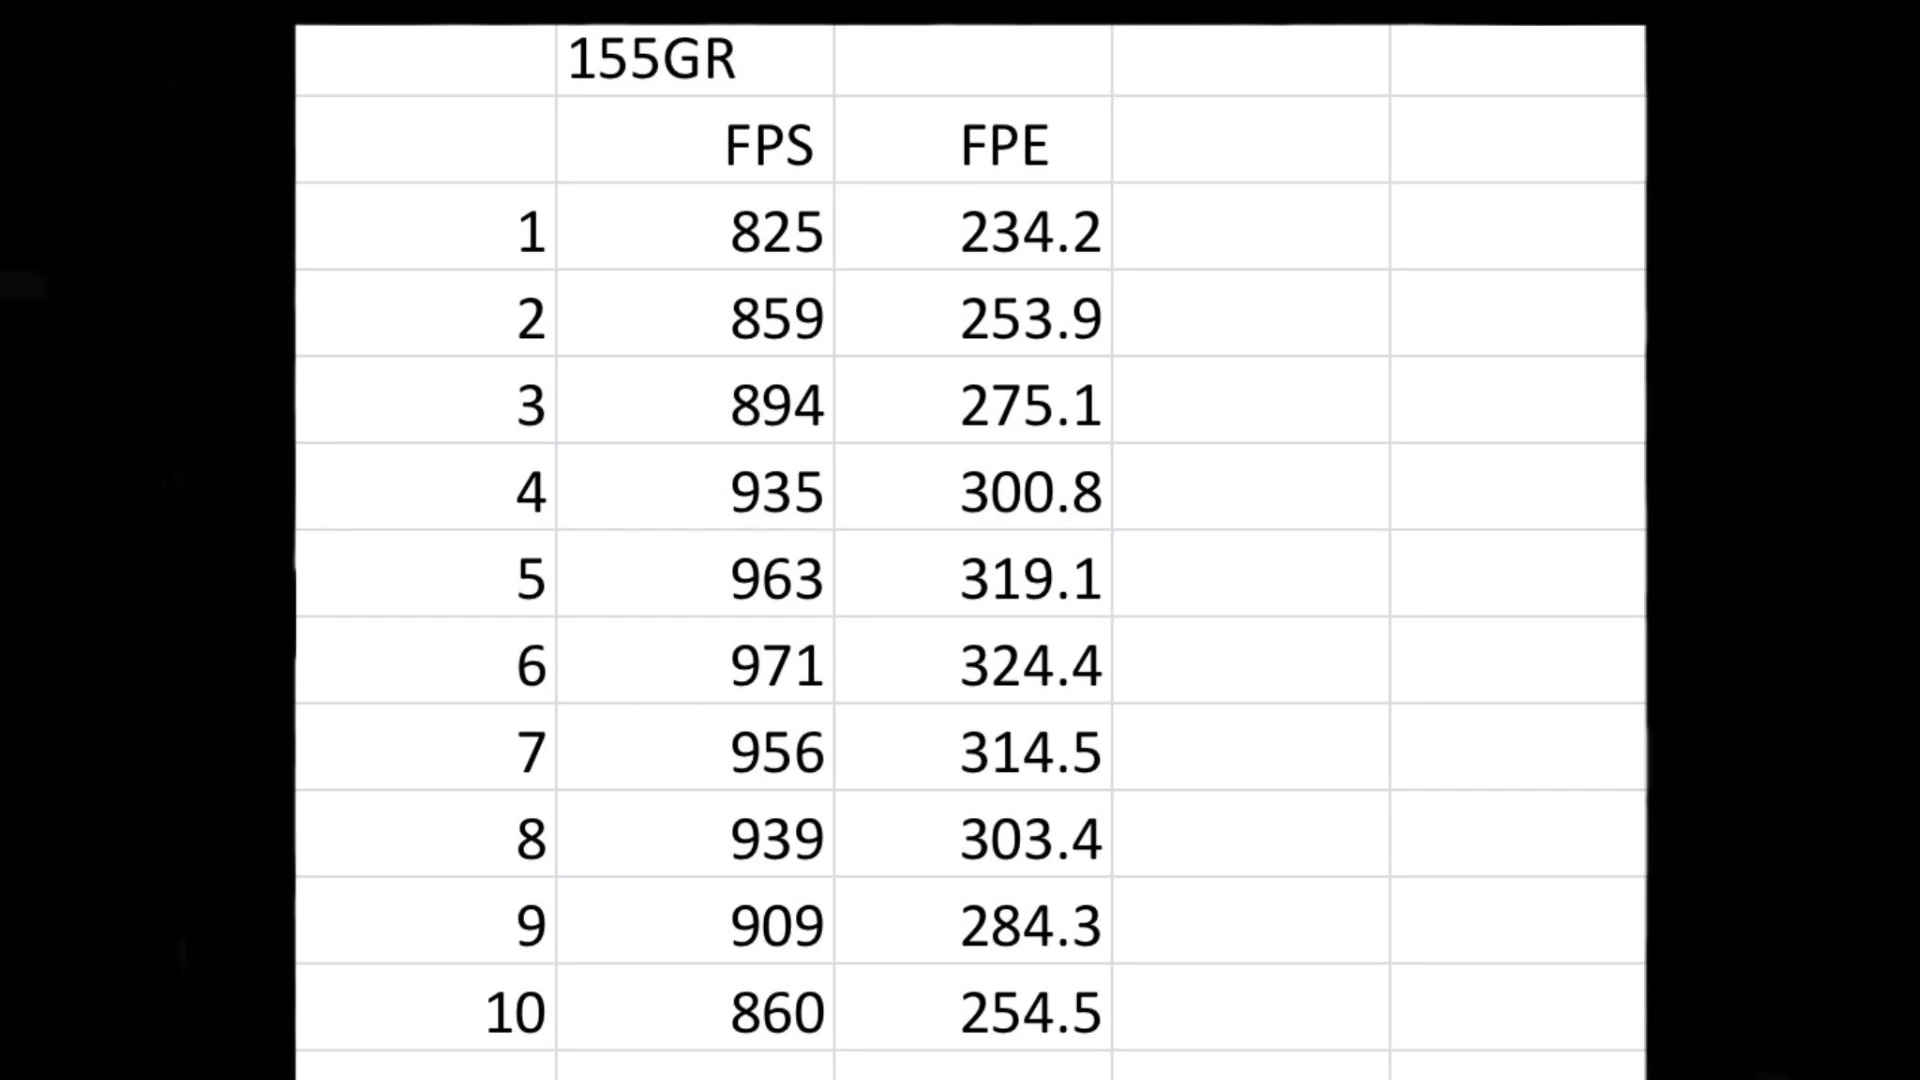 155GR
FPS FPE
1 825 234.2
2 859 253.9
3 894 275.1
4 935 300.8
5 963 319.1
6 971 324.4
7 956 314.5
8 939 303.4
9 909 284.3
10 860 254.5